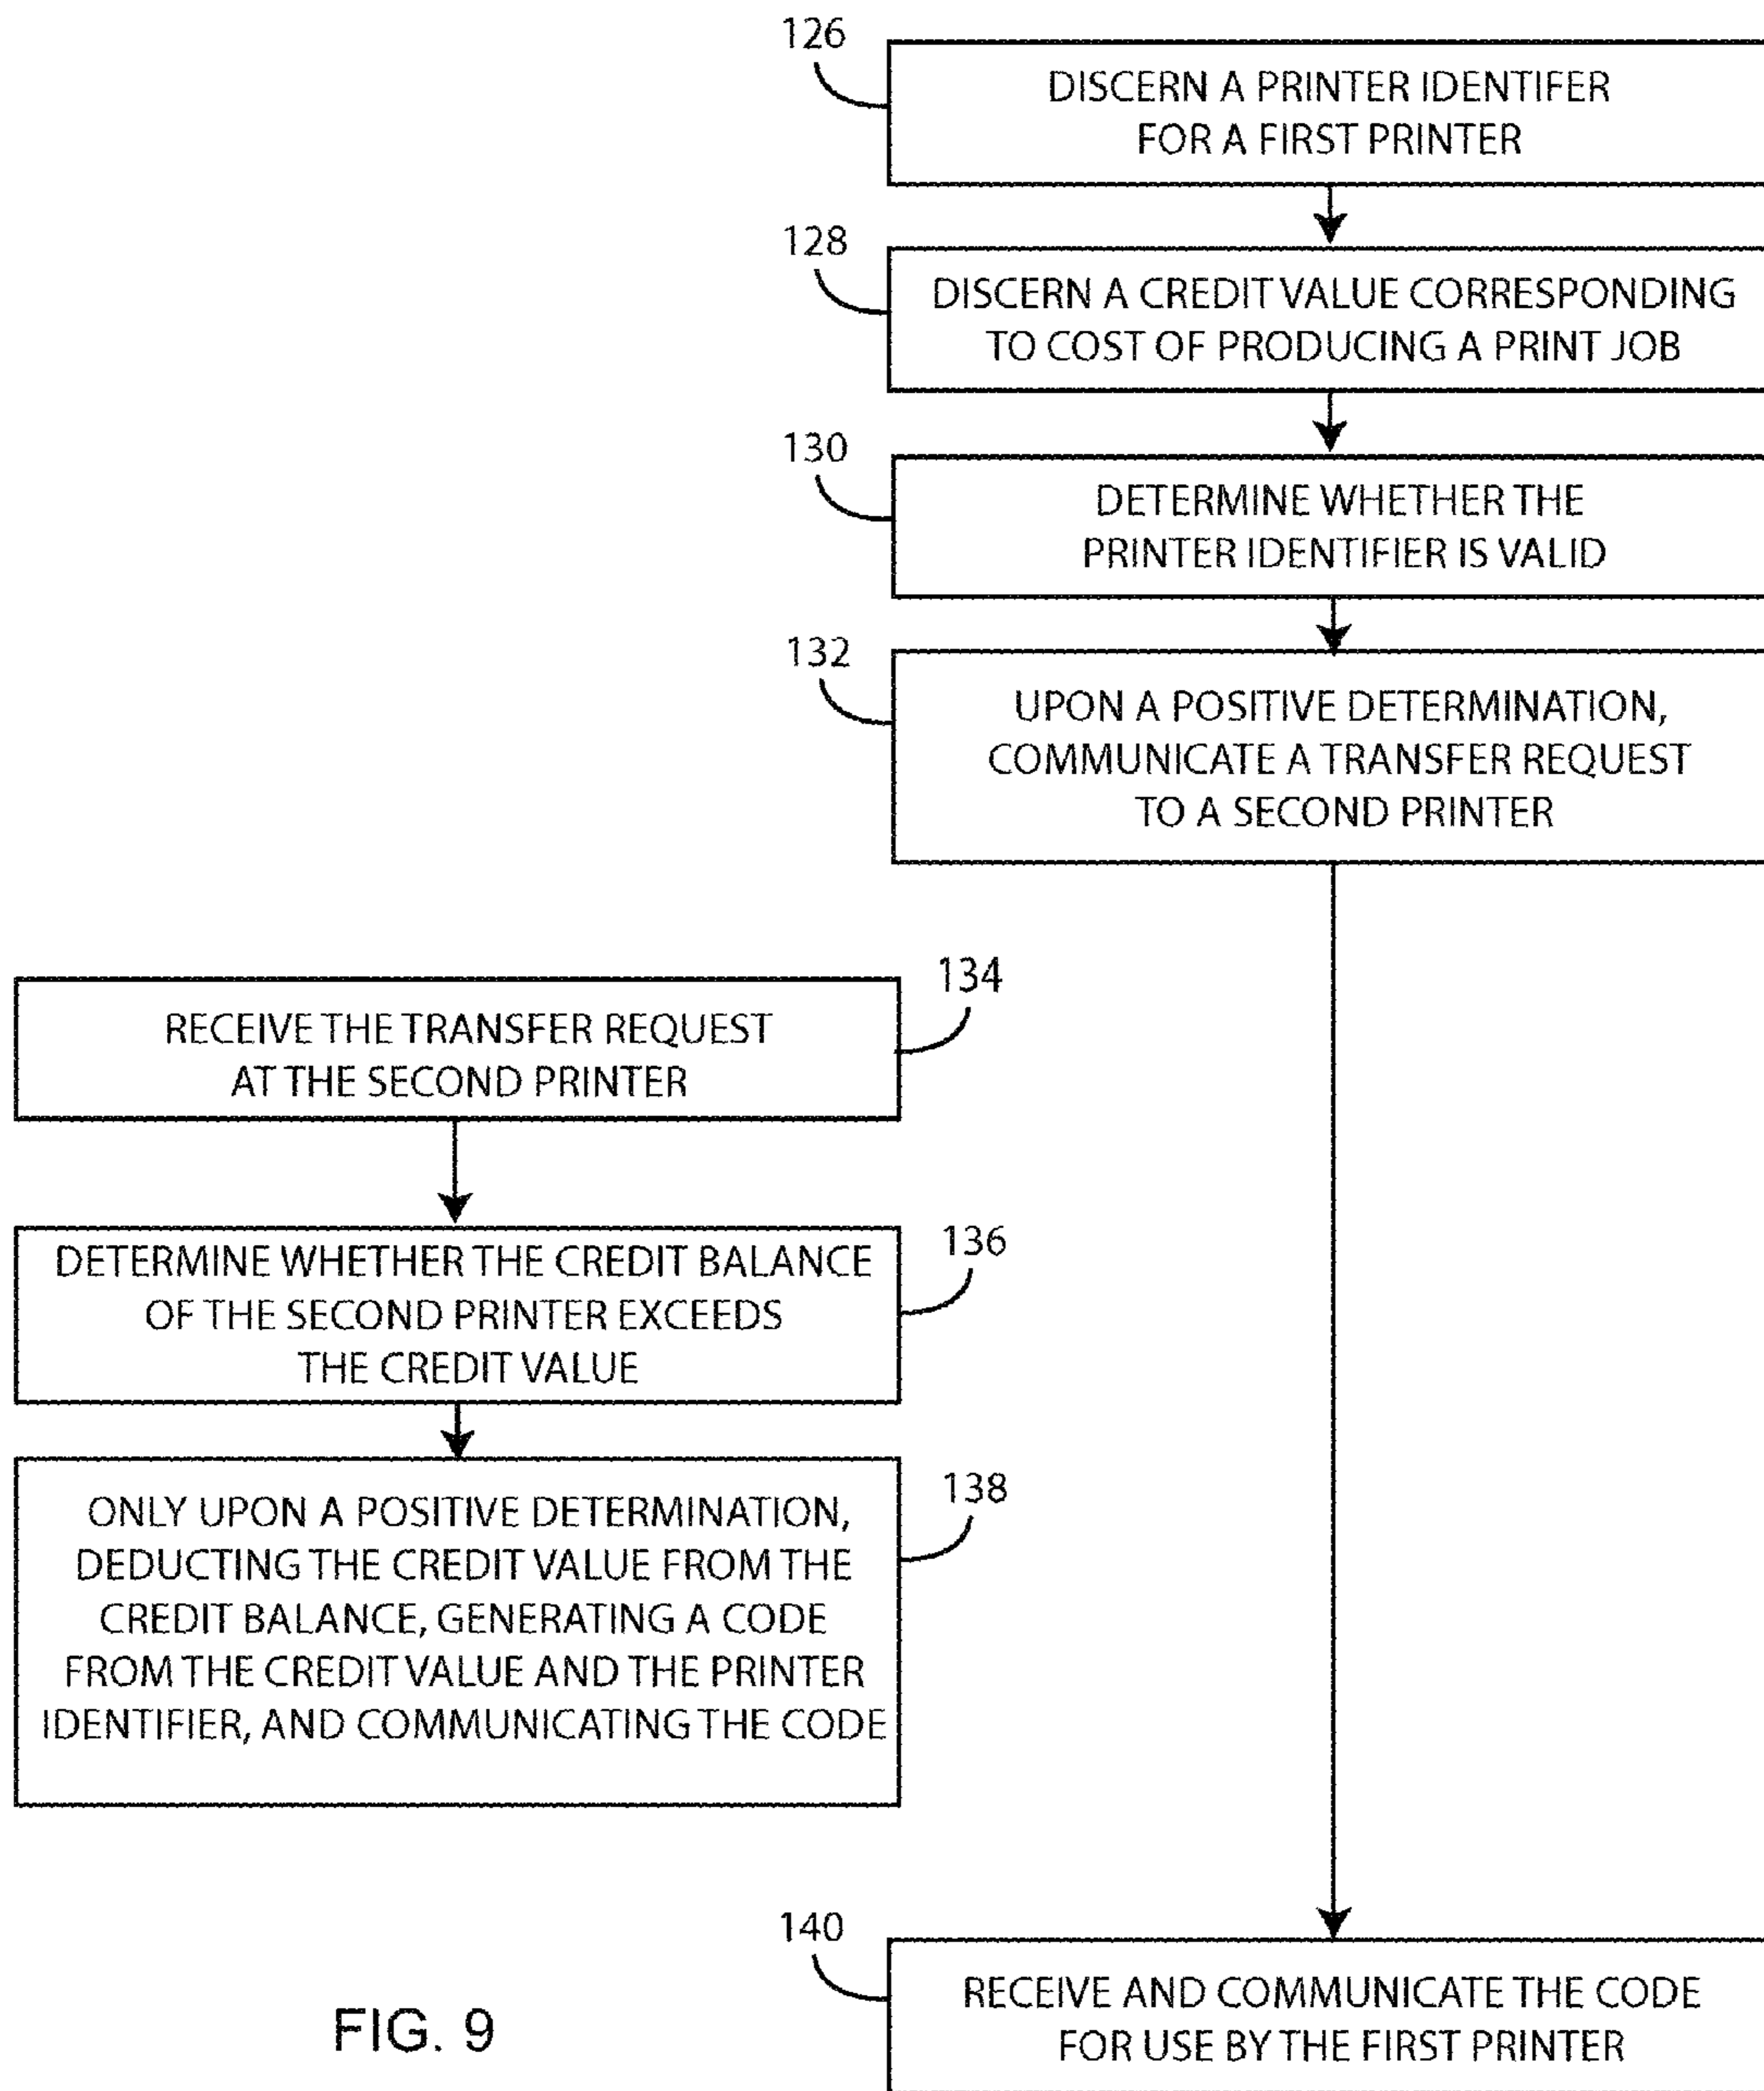 126
DISCERN A PRINTER IDENTIFER
FOR A FIRST PRINTER
128
DISCERN A CREDIT VALUE CORRESPONDING
TO COST OF PRODUCING A PRINT JOB
130
DETERMINE WHETHER THE
PRINTER IDENTIFIER IS VALID
132
UPON A POSITIVE DETERMINATION,
COMMUNICATE A TRANSFER REQUEST
TO A SECOND PRINTER
134
RECEIVE THE TRANSFER REQUEST
AT THE SECOND PRINTER
136
DETERMINE WHETHER THE CREDIT BALANCE
OF THE SECOND PRINTER EXCEEDS
THE CREDIT VALUE
138
ONLY UPON A POSITIVE DETERMINATION,
DEDUCTING THE CREDIT VALUE FROM THE
CREDIT BALANCE, GENERATING A CODE
FROM THE CREDIT VALUE AND THE PRINTER
IDENTIFIER, AND COMMUNICATING THE CODE
140
RECEIVE AND COMMUNICATE THE CODE
FOR USE BY THE FIRST PRINTER
FIG. 9